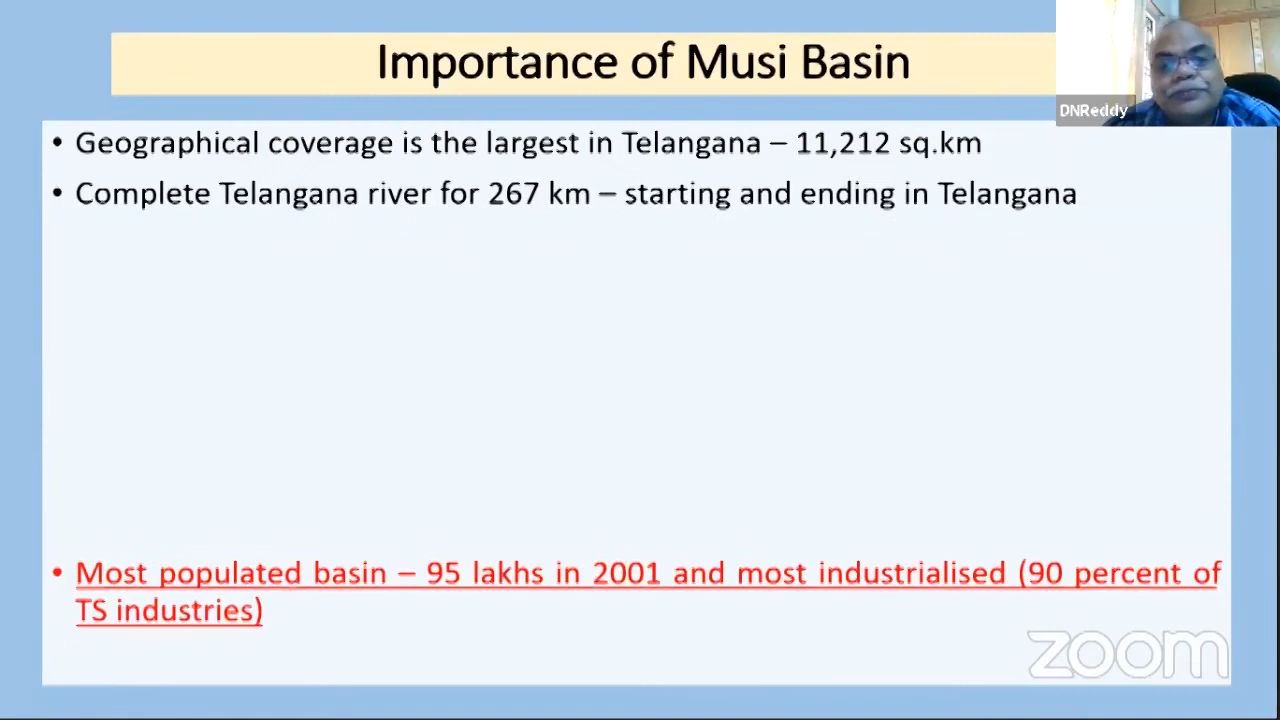 Importance of Musi Basin
DNReddy
• Geographical coverage is the largest in Telangana – 11,212 sq.km
• Complete Telangana river for 267 km – starting and ending in Telangana
• Most populated basin – 95 lakhs in 2001 and most industrialised (90 percent of
TS industries)
zoom